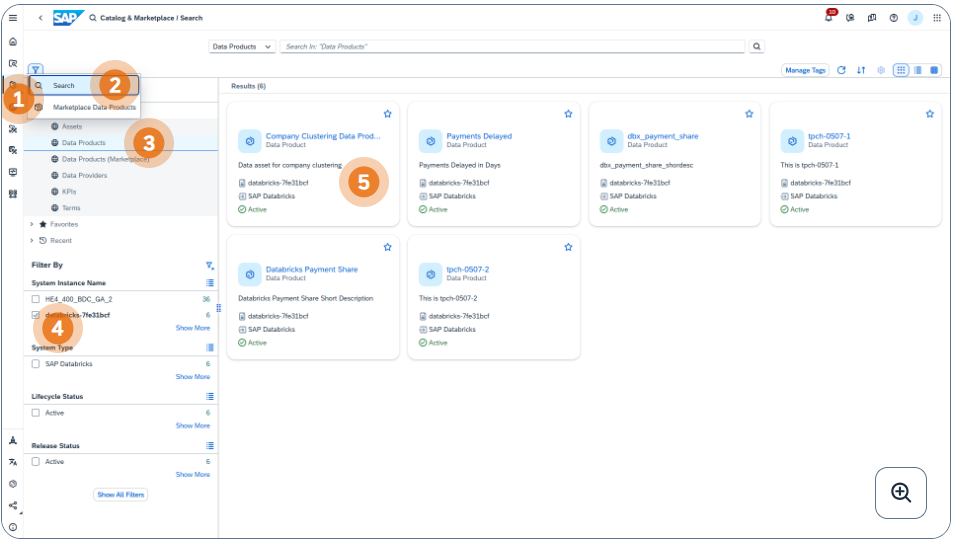 SAP Catalog & Marketplace / Search 10 J
Data Products Search In: "Data Products"
Manage Tags
Search 2
1 Marketplace Data Products
Assets
Data Products 3
Data Products (Marketplace)
Data Providers
KPIs
Terms
Favorites
Recent
Filter By
System Instance Name
HE4_400_BDC_GA_2 36
databricks-7fe31bcf 6
4 Show More
System Type
SAP Databricks 6
Show More
Lifecycle Status
Active 6
Show More
Release Status
Active 6
Show More
Show All Filters
Results (6)
Company Clustering Data Prod...
Data Product
Data asset for company clustering
databricks-7fe31bcf 5
SAP Databricks
Active
Payments Delayed
Data Product
Payments Delayed in Days
databricks-7fe31bcf
SAP Databricks
Active
dbx_payment_share
Data Product
dbx_payment_share_shordesc
databricks-7fe31bcf
SAP Databricks
Active
tpch-0507-1
Data Product
This is tpch-0507-1
databricks-7fe31bcf
SAP Databricks
Active
Databricks Payment Share
Data Product
Databricks Payment Share Short Description
databricks-7fe31bcf
SAP Databricks
Active
tpch-0507-2
Data Product
This is tpch-0507-2
databricks-7fe31bcf
SAP Databricks
Active